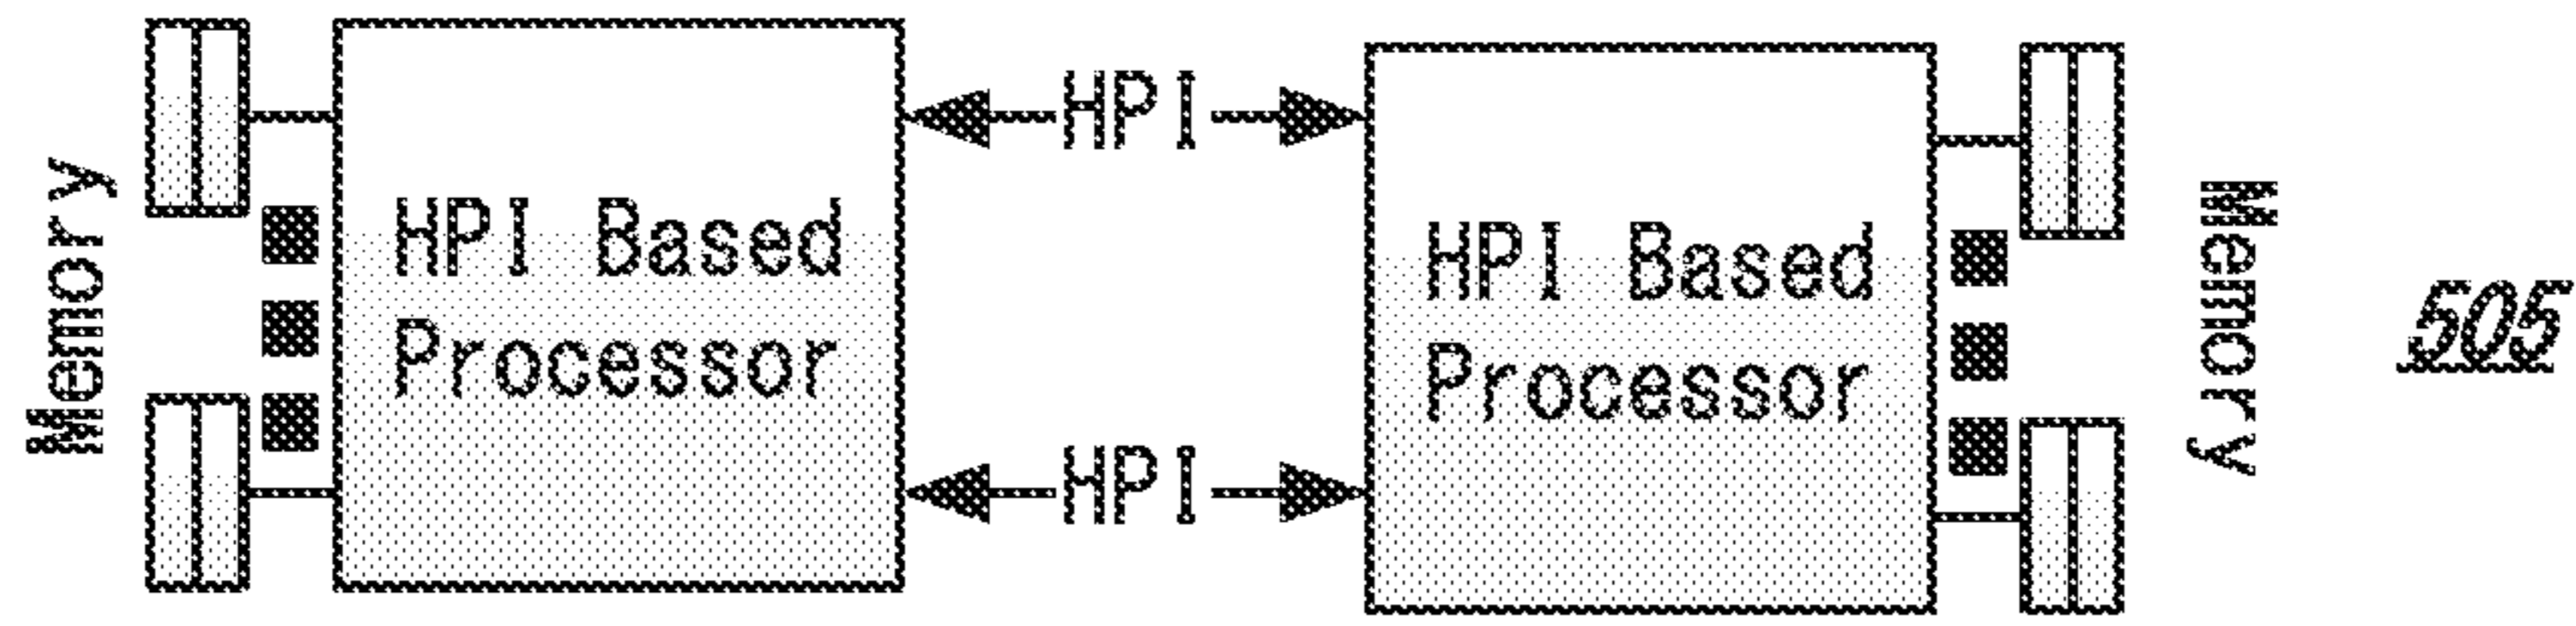 Memory
HPI Based
Processor
HPI
HPI
HPI Based
Processor
Memory
505